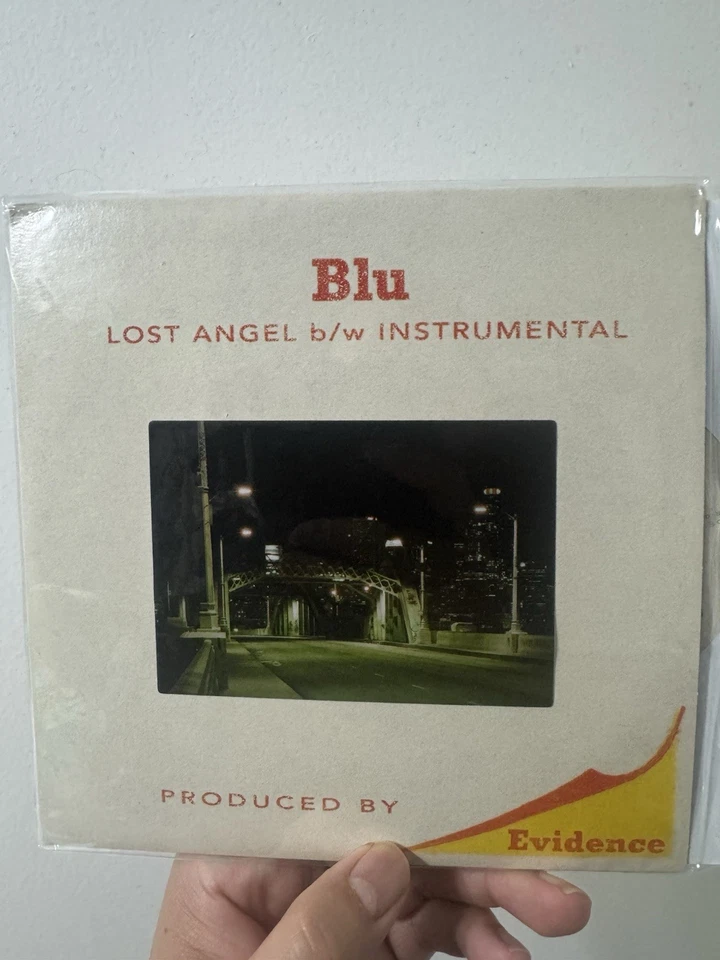 Blu
LOST ANGEL b/w INSTRUMENTAL
PRODUCED BY
Evidence